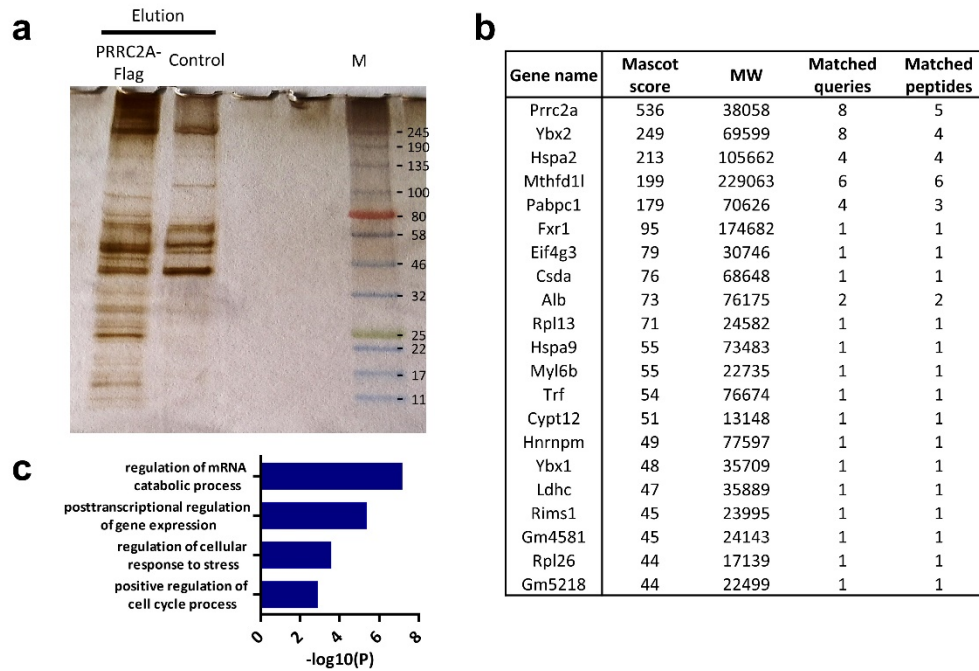 a
Elution
PRRC2A-
Flag
Control
M
245
190
135
100
80
58
46
32
25
22
17
11
b
Gene name Mascot score MW Matched queries Matched peptides
Prrc2a 536 38058 8 5
Ybx2 249 69599 8 4
Hspa2 213 105662 4 4
Mthfd1l 199 229063 6 6
Pabpc1 179 70626 4 3
Fxr1 95 174682 1 1
Eif4g3 79 30746 1 1
Csda 76 68648 1 1
Alb 73 76175 2 2
Rpl13 71 24582 1 1
Hspa9 55 73483 1 1
Myl6b 55 22735 1 1
Trf 54 76674 1 1
Cypt12 51 13148 1 1
Hnrnpm 49 77597 1 1
Ybx1 48 35709 1 1
Ldhc 47 35889 1 1
Rims1 45 23995 1 1
Gm4581 45 24143 1 1
Rpl26 44 17139 1 1
Gm5218 44 22499 1 1
c
regulation of mRNA
catabolic process
posttranscriptional regulation
of gene expression
regulation of cellular
response to stress
positive regulation of
cell cycle process
0 2 4 6 8
-log10(P)